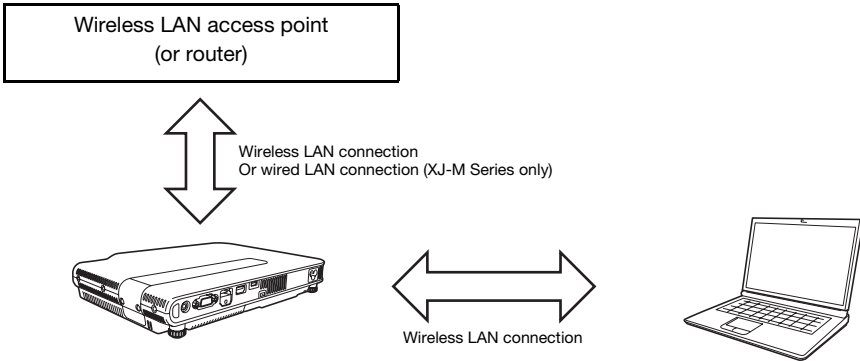 Wireless LAN access point
(or router)
Wireless LAN connection
Or wired LAN connection (XJ-M Series only)
Wireless LAN connection